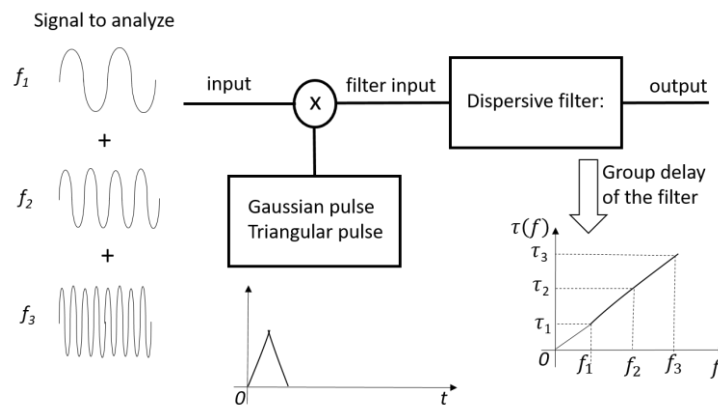 Signal to analyze
f₁
+
f₂
+
f₃
input
X
filter input
Dispersive filter:
output
Gaussian pulse
Triangular pulse
Group delay
of the filter
0
t
τ(f)
τ₃
τ₂
τ₁
0
f₁
f₂
f₃
f